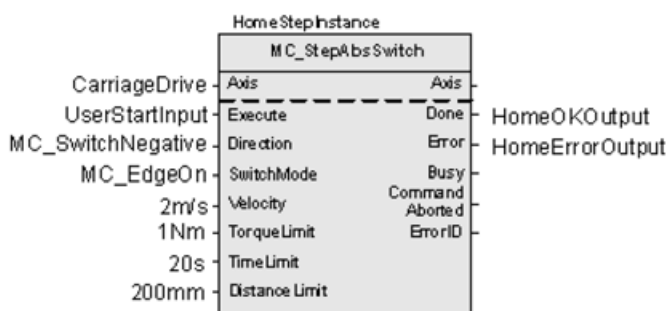 HomeStepInstance
MC_StepAbsSwitch
CarriageDrive Axis Axis
UserStartInput Execute Done HomeOKOutput
MC_SwitchNegative Direction Error HomeErrorOutput
MC_EdgeOn SwitchMode Busy
2m/s Velocity Command Aborted
1Nm TorqueLimit ErrorID
20s TimeLimit
200mm Distance Limit